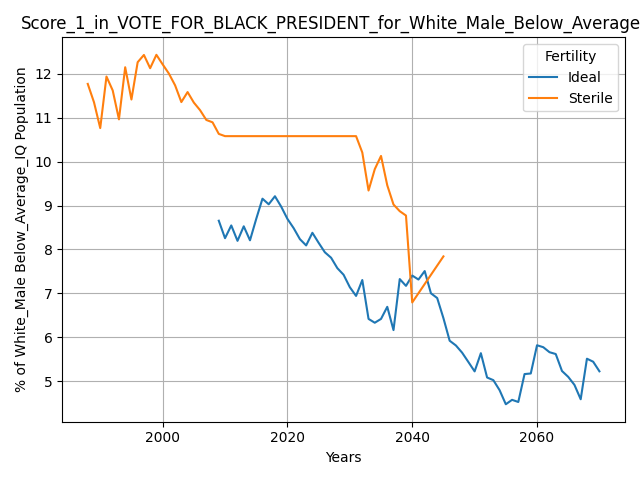 Score_1_in_VOTE_FOR_BLACK_PRESIDENT_for_White_Male_Below_Average
% of White_Male Below_Average_IQ Population
12
11
10
9
8
7
6
5
Fertility
Ideal
Sterile
2000 2020 2040 2060
Years